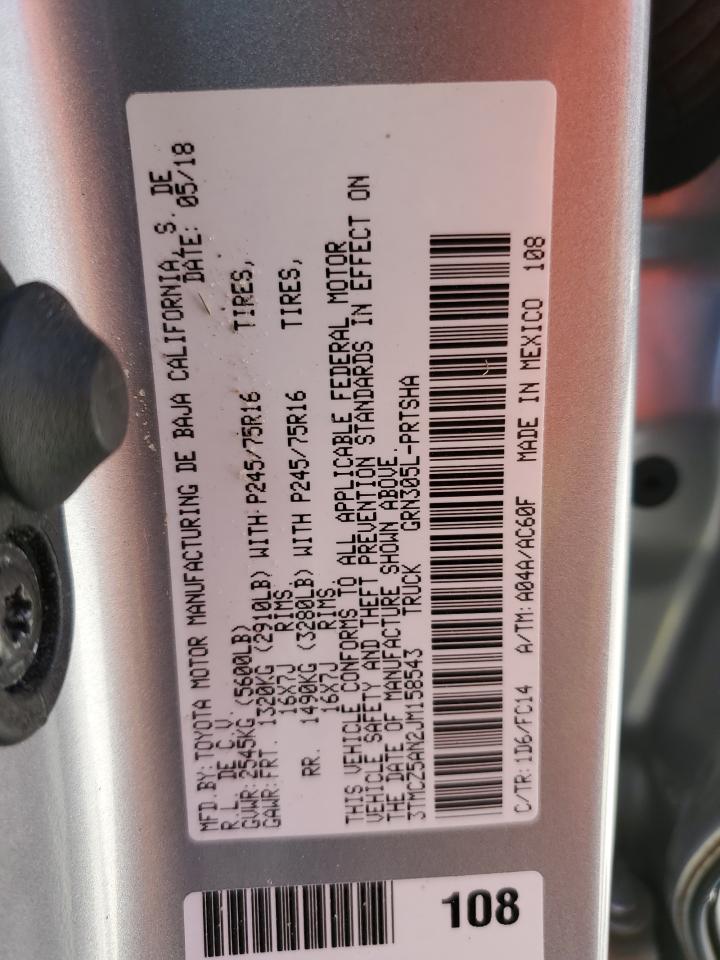 MFD.BY:TOYOTA MOTOR MANUFACTURING DE BAJA CALIFORNIA, S. DE
R.L. DE C.V. DATE: 05/18
GVWR:2545KG (5600LB)
GAWR:FRT. 1320KG (2910LB) WITH P245/75R16 TIRES,
16X7J RIMS.
RR. 1490KG (3280LB) WITH P245/75R16 TIRES,
16X7J RIMS.
THIS VEHICLE CONFORMS TO ALL APPLICABLE FEDERAL MOTOR
VEHICLE SAFETY AND THEFT PREVENTION STANDARDS IN EFFECT ON
THE DATE OF MANUFACTURE SHOWN ABOVE.
3TMCZ5AN2JM158543 TRUCK GRN305L-PRTSHA
C/TR:1D6/FC14 A/TM:A04A/AC60F MADE IN MEXICO 108
108